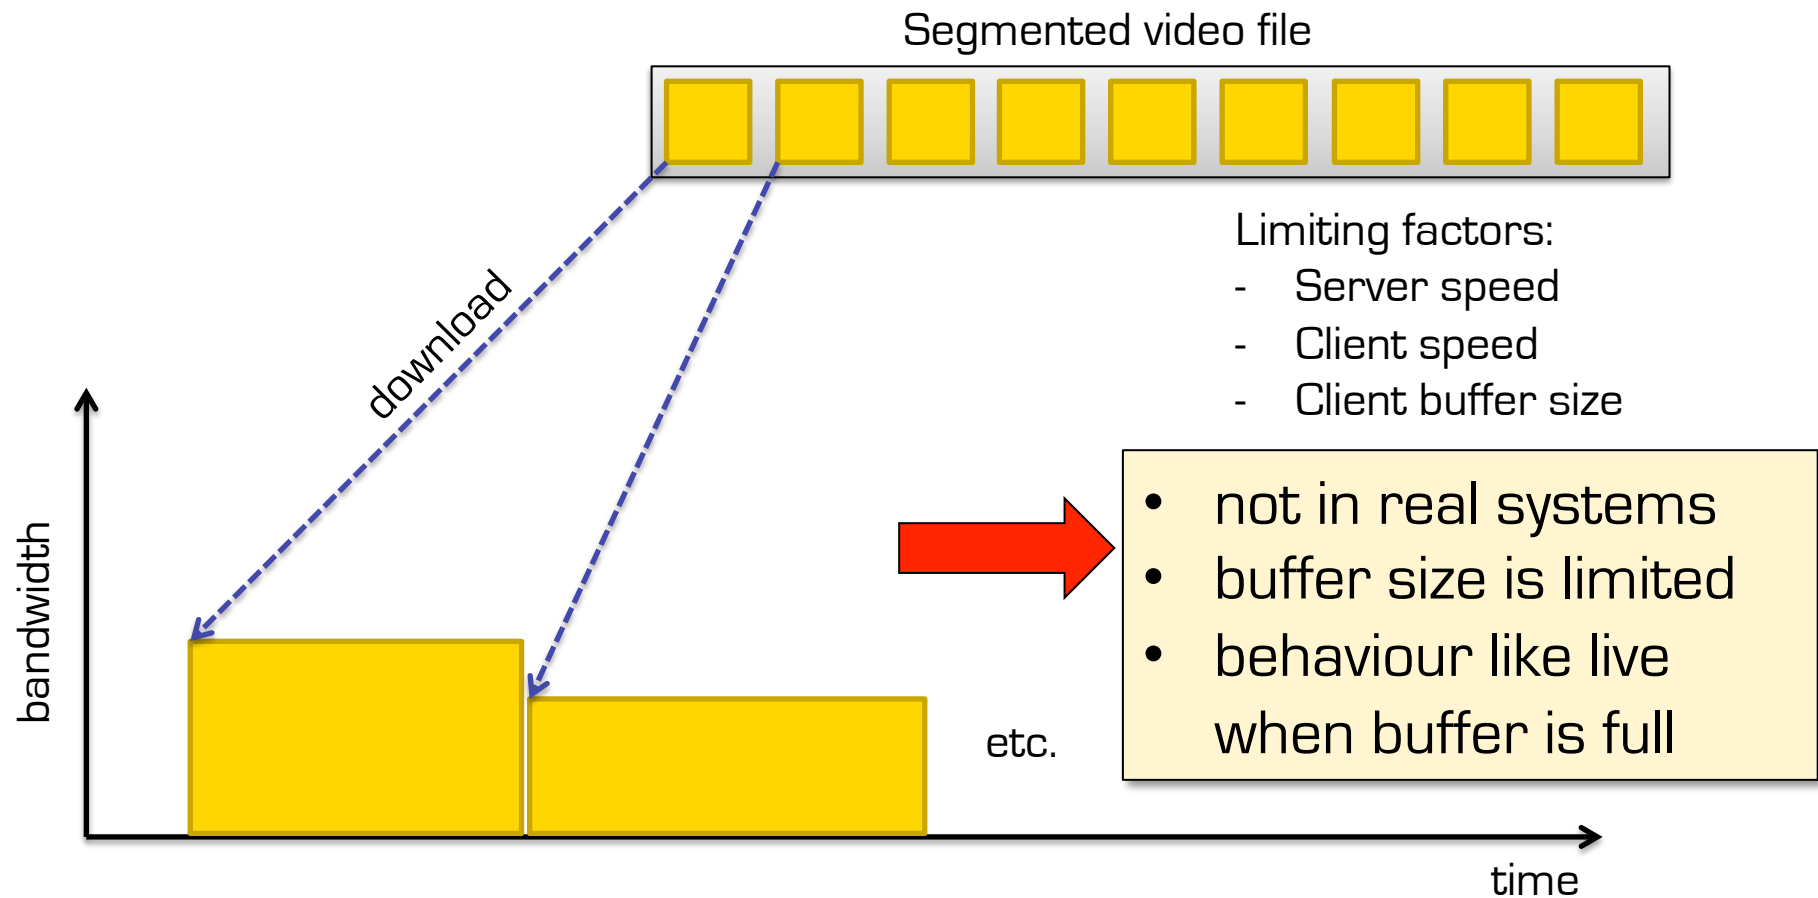 Segmented video file
download
Limiting factors:
- Server speed
- Client speed
- Client buffer size
• not in real systems
• buffer size is limited
• behaviour like live
when buffer is full
bandwidth
etc.
time